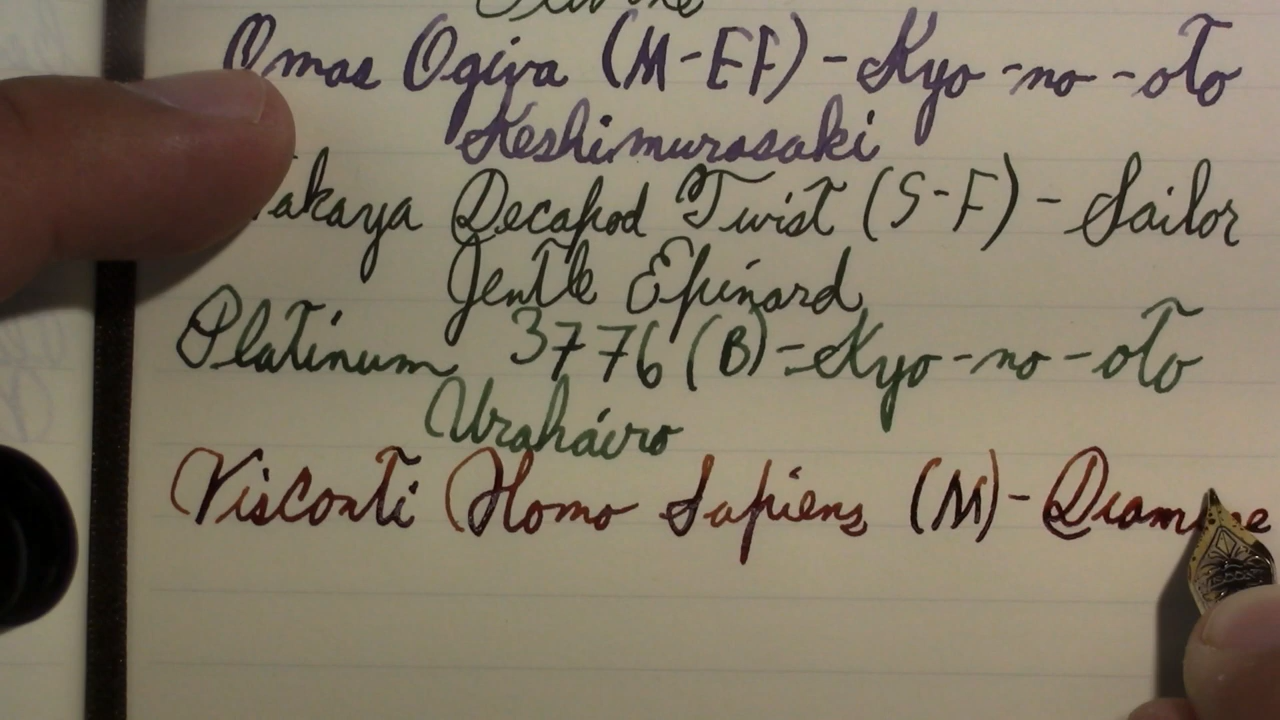 Omas Ogiva (M-EF) - Kyo-no-oto
Keshimurasaki
akaya Decapod Twist (S-F) - Sailor
Jentle Epinard
Platinum 3776 (B) - Kyo-no-oto
Urahairo
Visconti Homo Sapiens (M) - Diamine